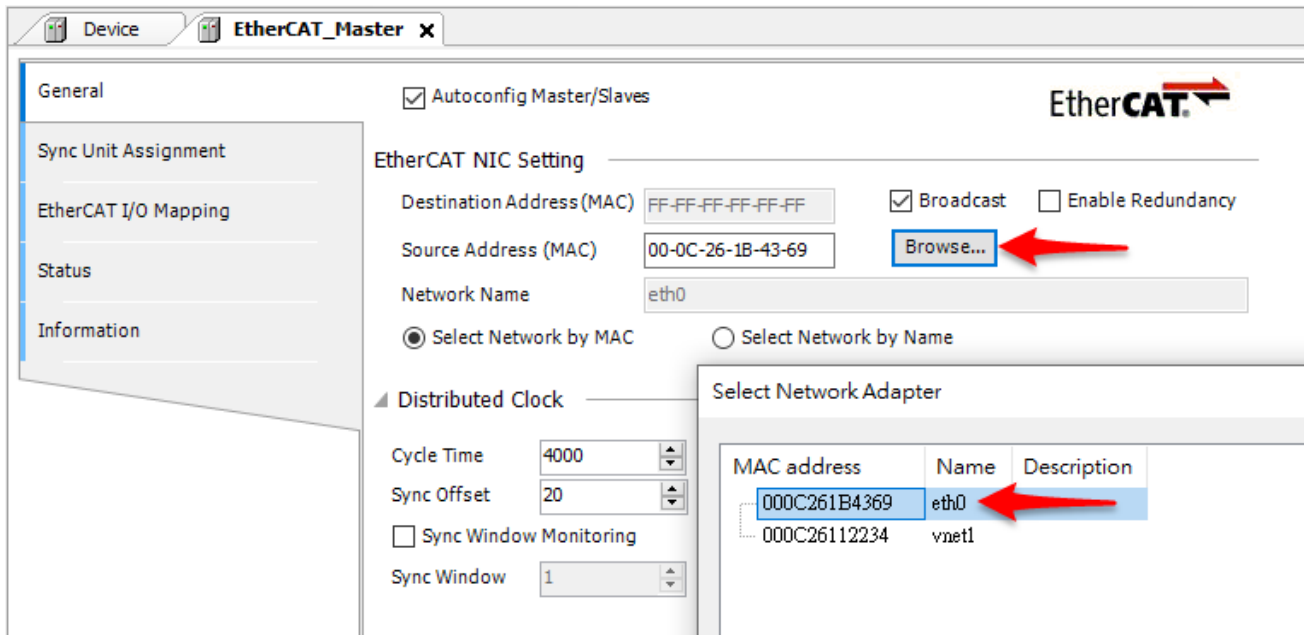 Device EtherCAT_Master
General
Autoconfig Master/Slaves
EtherCAT.
Sync Unit Assignment
EtherCAT I/O Mapping
Status
Information
EtherCAT NIC Setting
Destination Address(MAC) FF-FF-FF-FF-FF-FF Broadcast Enable Redundancy
Source Address (MAC) 00-0C-26-1B-43-69 Browse...
Network Name eth0
Select Network by MAC Select Network by Name
Distributed Clock
Cycle Time 4000
Sync Offset 20
Sync Window Monitoring
Sync Window 1
Select Network Adapter
MAC address Name Description
000C261B4369 eth0
000C26112234 vnet1